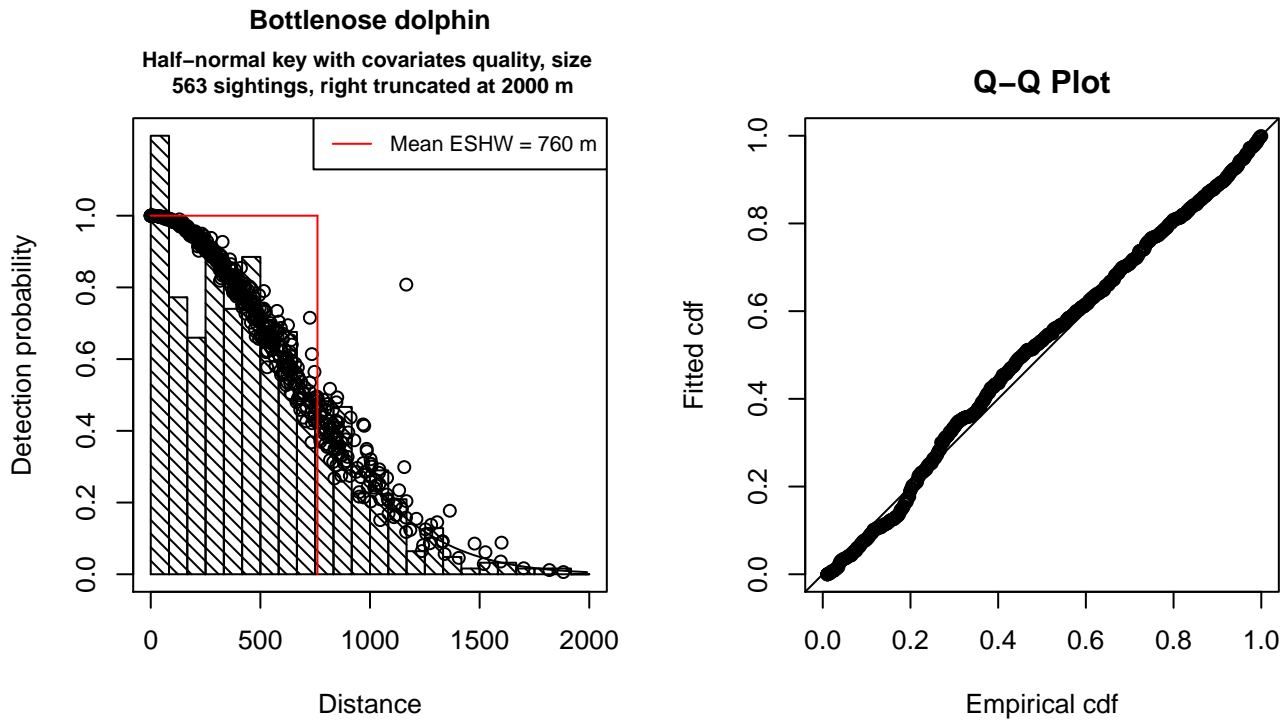 Bottlenose dolphin
Half−normal key with covariates quality, size
563 sightings, right truncated at 2000 m
Mean ESHW = 760 m
Detection probability
0.0 0.2 0.4 0.6 0.8 1.0
0 500 1000 1500 2000
Distance
Q−Q Plot
Fitted cdf
0.0 0.2 0.4 0.6 0.8 1.0
0.0 0.2 0.4 0.6 0.8 1.0
Empirical cdf